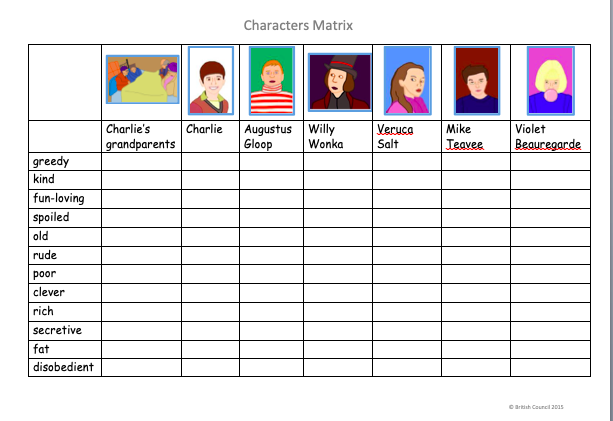 Characters Matrix
Charlie's grandparents
Charlie
Augustus Gloop
Willy Wonka
Veruca Salt
Mike Teavee
Violet Beauregarde
greedy
kind
fun-loving
spoiled
old
rude
poor
clever
rich
secretive
fat
disobedient
© British Council 2015